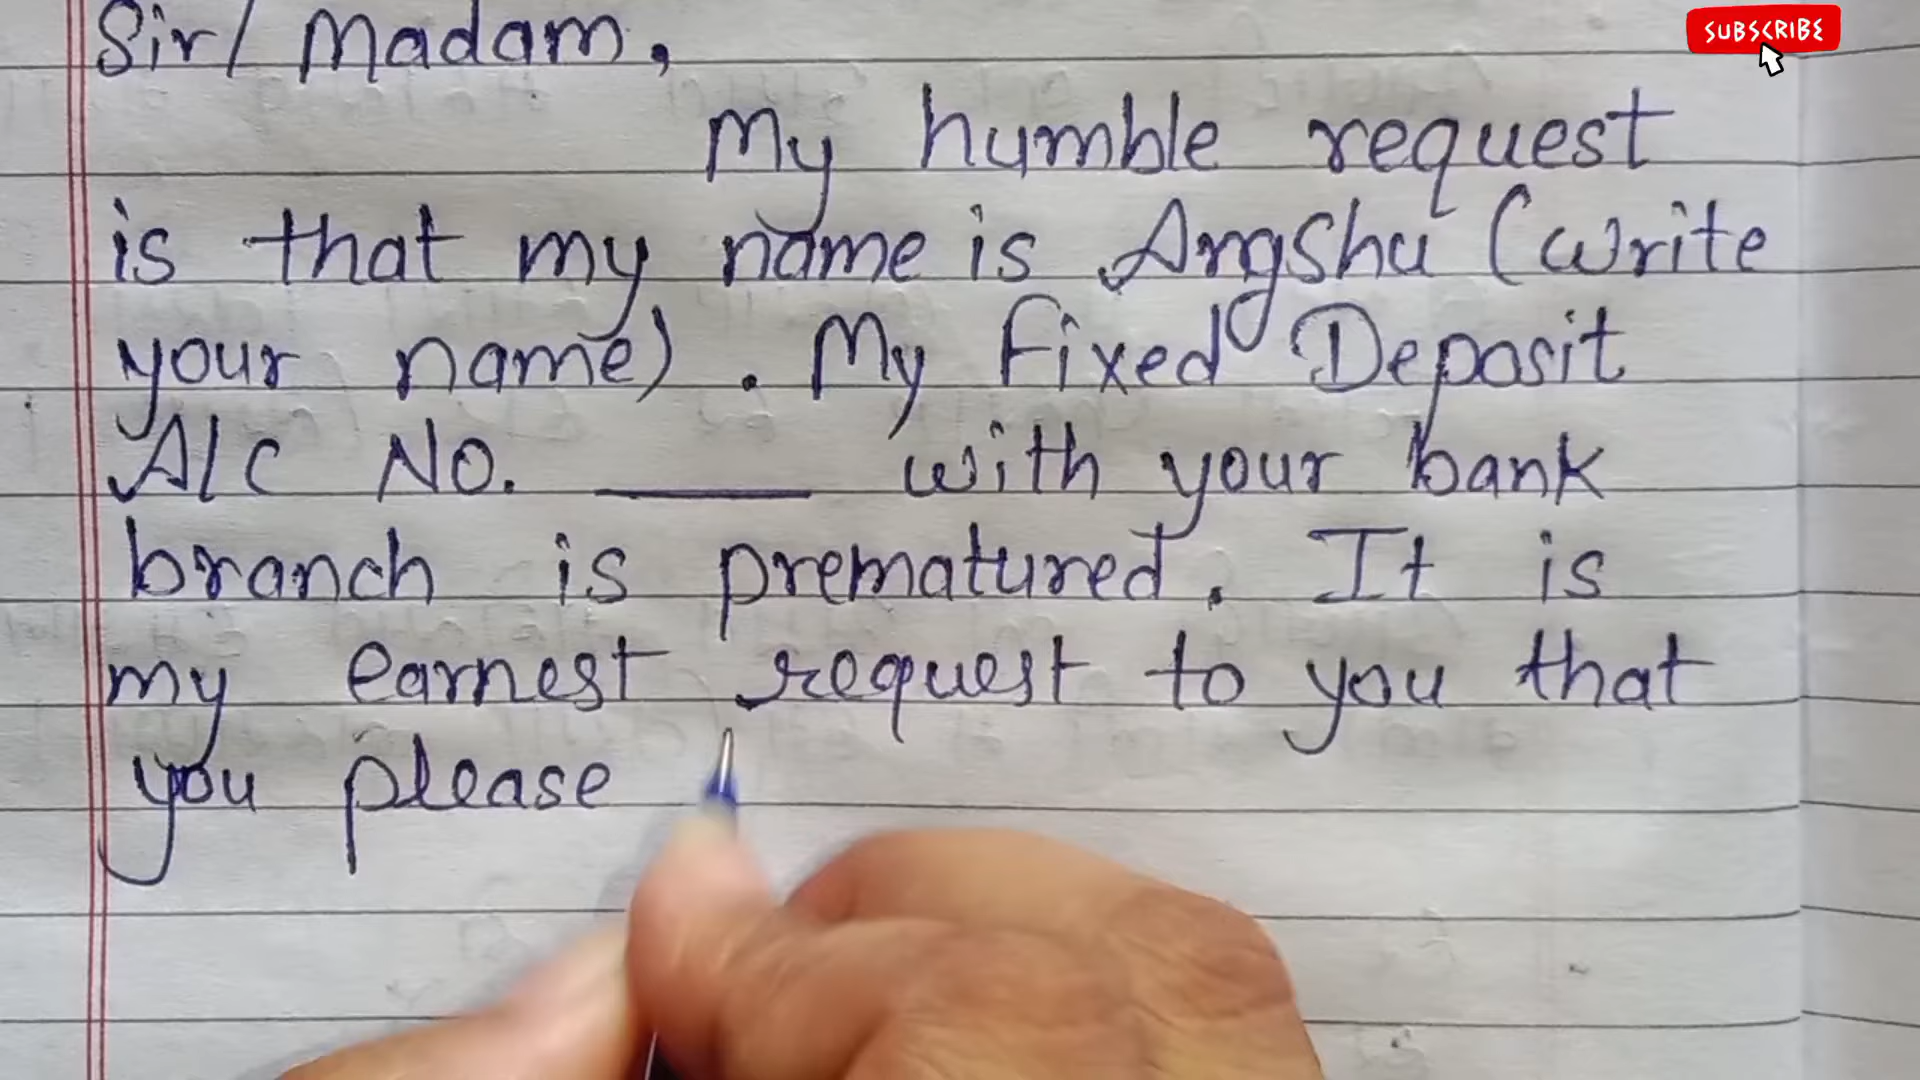 Sir/ Madam,
SUBSCRIBE
My humble request
is that my name is Angshu (write
your name). My Fixed Deposit
A/C No. ______ with your bank
branch is prematured. It is
my earnest request to you that
you please